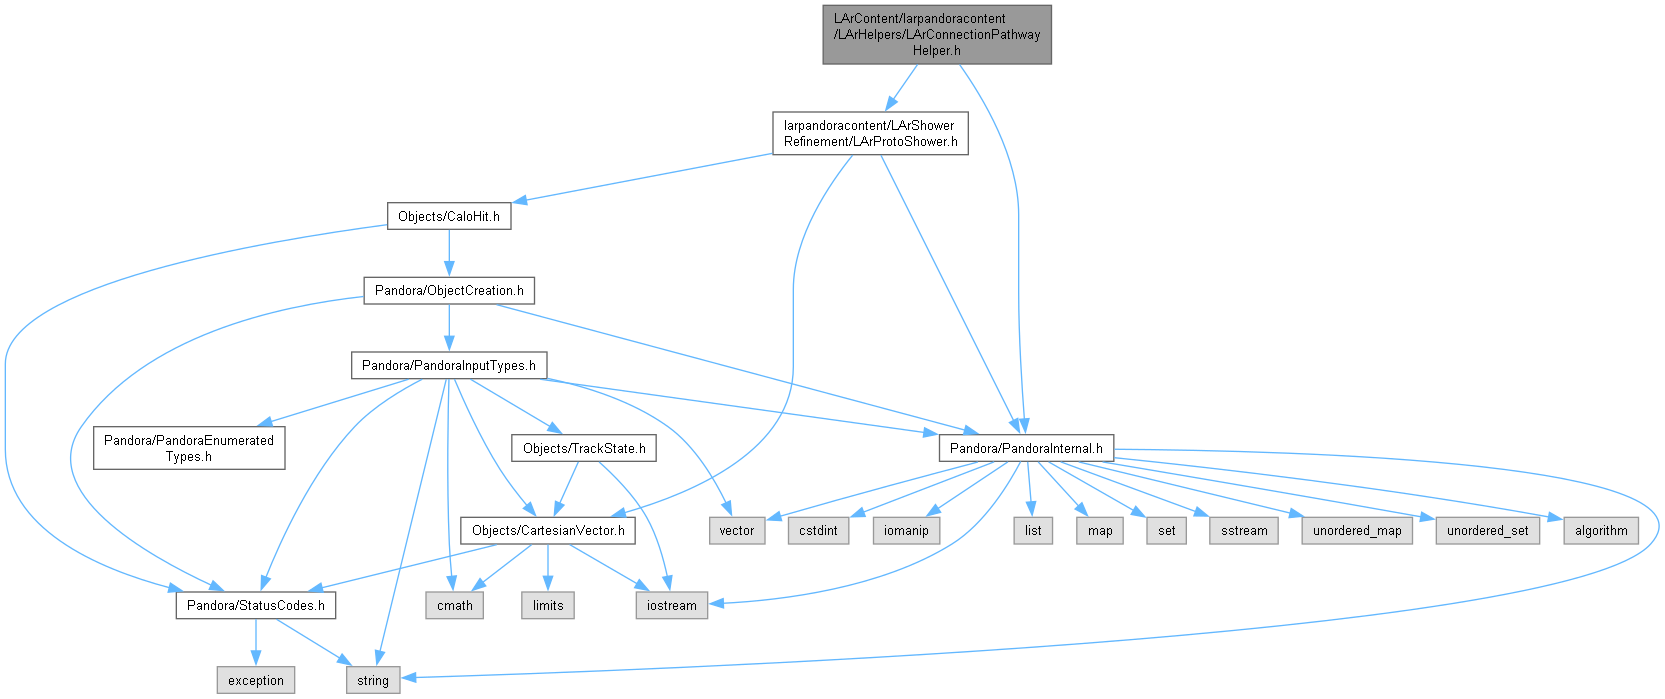 LArContent/larpandoracontent
/LArHelpers/LArConnectionPathway
Helper.h
larpandoracontent/LArShower
Refinement/LArProtoShower.h
Objects/CaloHit.h
Pandora/ObjectCreation.h
Pandora/PandoraInputTypes.h
Pandora/PandoraEnumerated
Types.h
Objects/TrackState.h
Pandora/PandoraInternal.h
Objects/CartesianVector.h
vector
cstdint
iomanip
list
map
set
sstream
unordered_map
unordered_set
algorithm
Pandora/StatusCodes.h
cmath
limits
iostream
exception
string